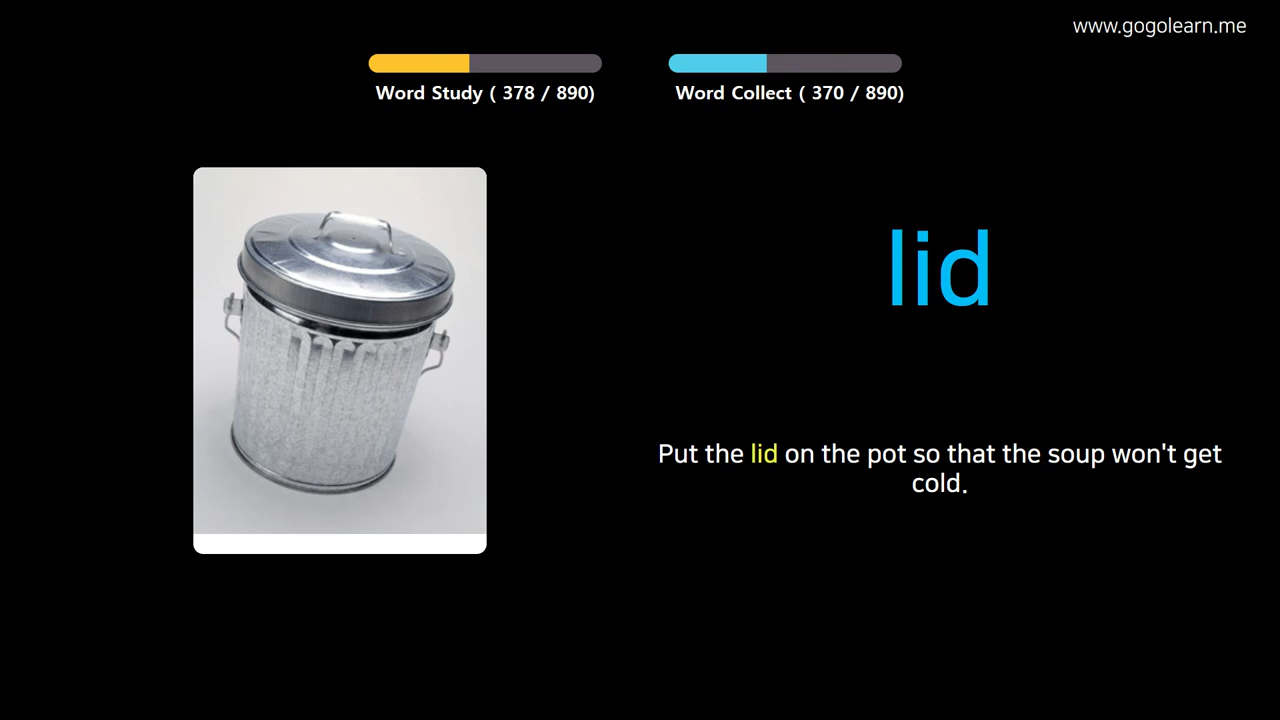 www.gogolearn.me
Word Study ( 378 / 890)
Word Collect ( 370 / 890)
lid
Put the lid on the pot so that the soup won't get
cold.